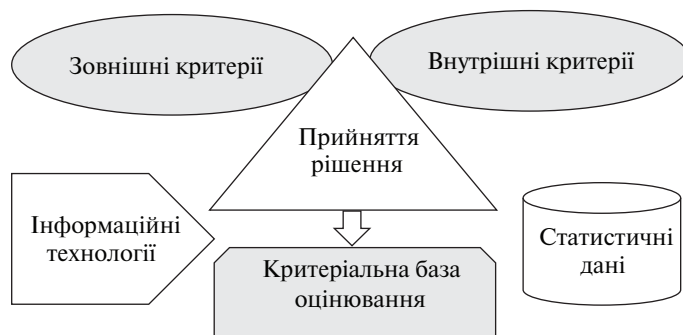 Зовнішні критерії
Внутрішні критерії
Прийняття
рішення
Інформаційні
технології
Статистичні
дані
Критеріальна база
оцінювання